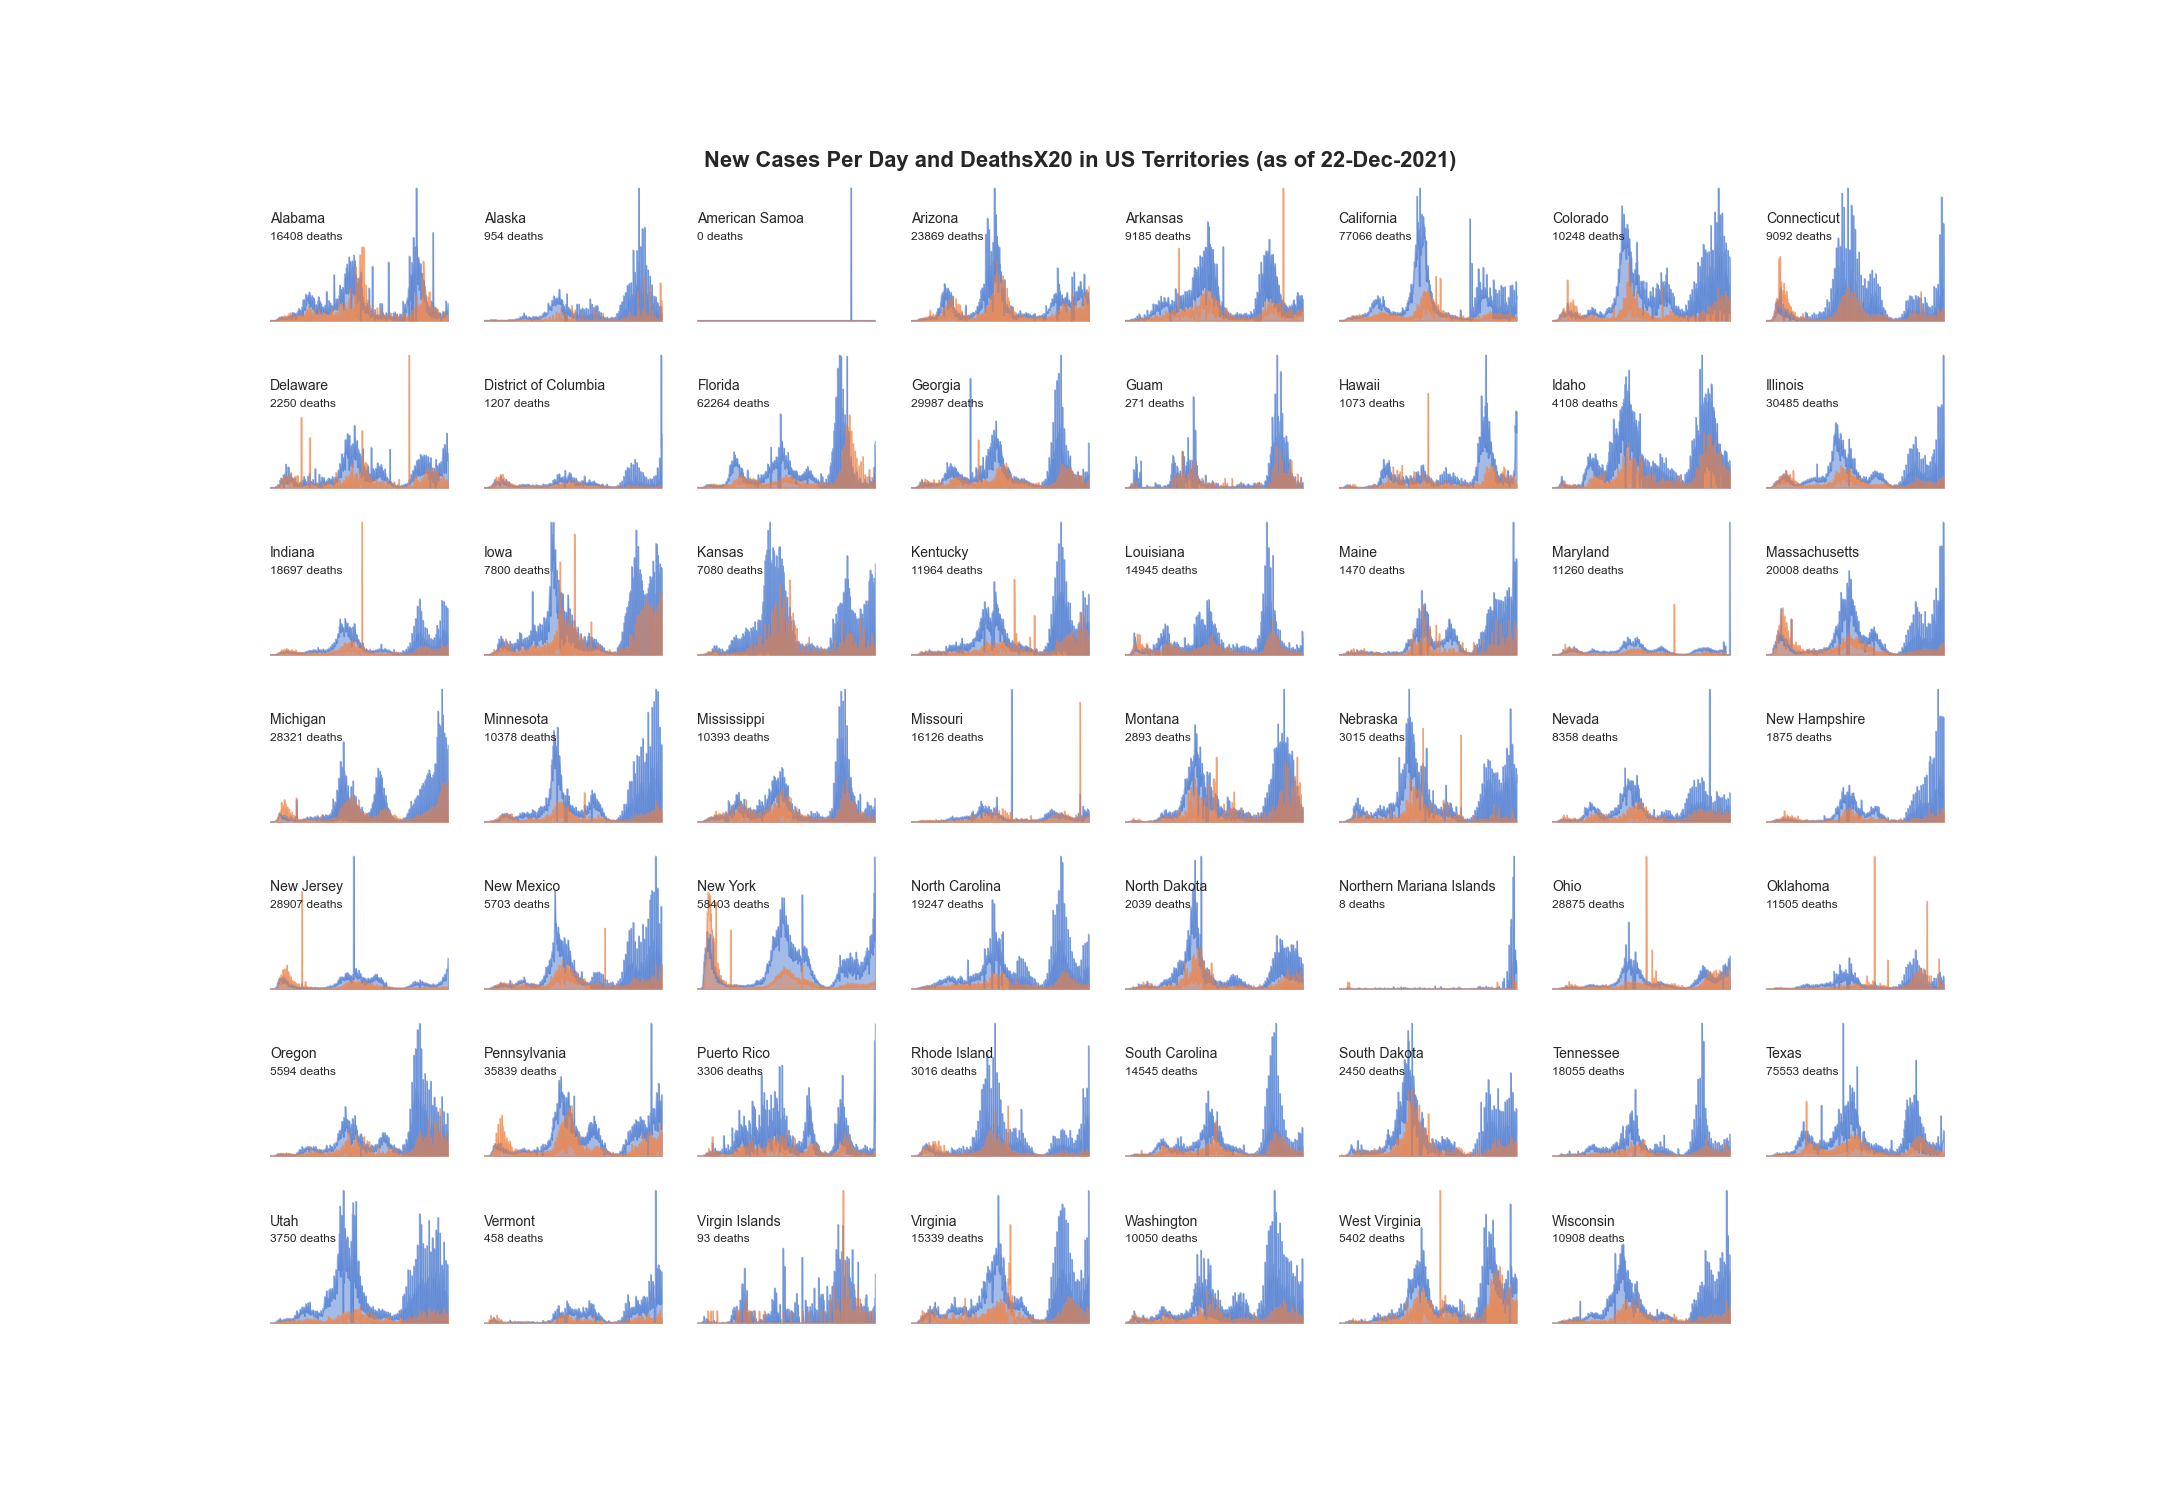 New Cases Per Day and DeathsX20 in US Territories (as of 22-Dec-2021)
Alabama
16408 deaths
Alaska
954 deaths
American Samoa
0 deaths
Arizona
23869 deaths
Arkansas
9185 deaths
California
77066 deaths
Colorado
10248 deaths
Connecticut
9092 deaths
Delaware
2250 deaths
District of Columbia
1207 deaths
Florida
62264 deaths
Georgia
29987 deaths
Guam
271 deaths
Hawaii
1073 deaths
Idaho
4108 deaths
Illinois
30485 deaths
Indiana
18697 deaths
Iowa
7800 deaths
Kansas
7080 deaths
Kentucky
11964 deaths
Louisiana
14945 deaths
Maine
1470 deaths
Maryland
11260 deaths
Massachusetts
20008 deaths
Michigan
28321 deaths
Minnesota
10378 deaths
Mississippi
10393 deaths
Missouri
16126 deaths
Montana
2893 deaths
Nebraska
3015 deaths
Nevada
8358 deaths
New Hampshire
1875 deaths
New Jersey
28907 deaths
New Mexico
5703 deaths
New York
58403 deaths
North Carolina
19247 deaths
North Dakota
2039 deaths
Northern Mariana Islands
8 deaths
Ohio
28875 deaths
Oklahoma
11505 deaths
Oregon
5594 deaths
Pennsylvania
35839 deaths
Puerto Rico
3306 deaths
Rhode Island
3016 deaths
South Carolina
14545 deaths
South Dakota
2450 deaths
Tennessee
18055 deaths
Texas
75553 deaths
Utah
3750 deaths
Vermont
458 deaths
Virgin Islands
93 deaths
Virginia
15339 deaths
Washington
10050 deaths
West Virginia
5402 deaths
Wisconsin
10908 deaths